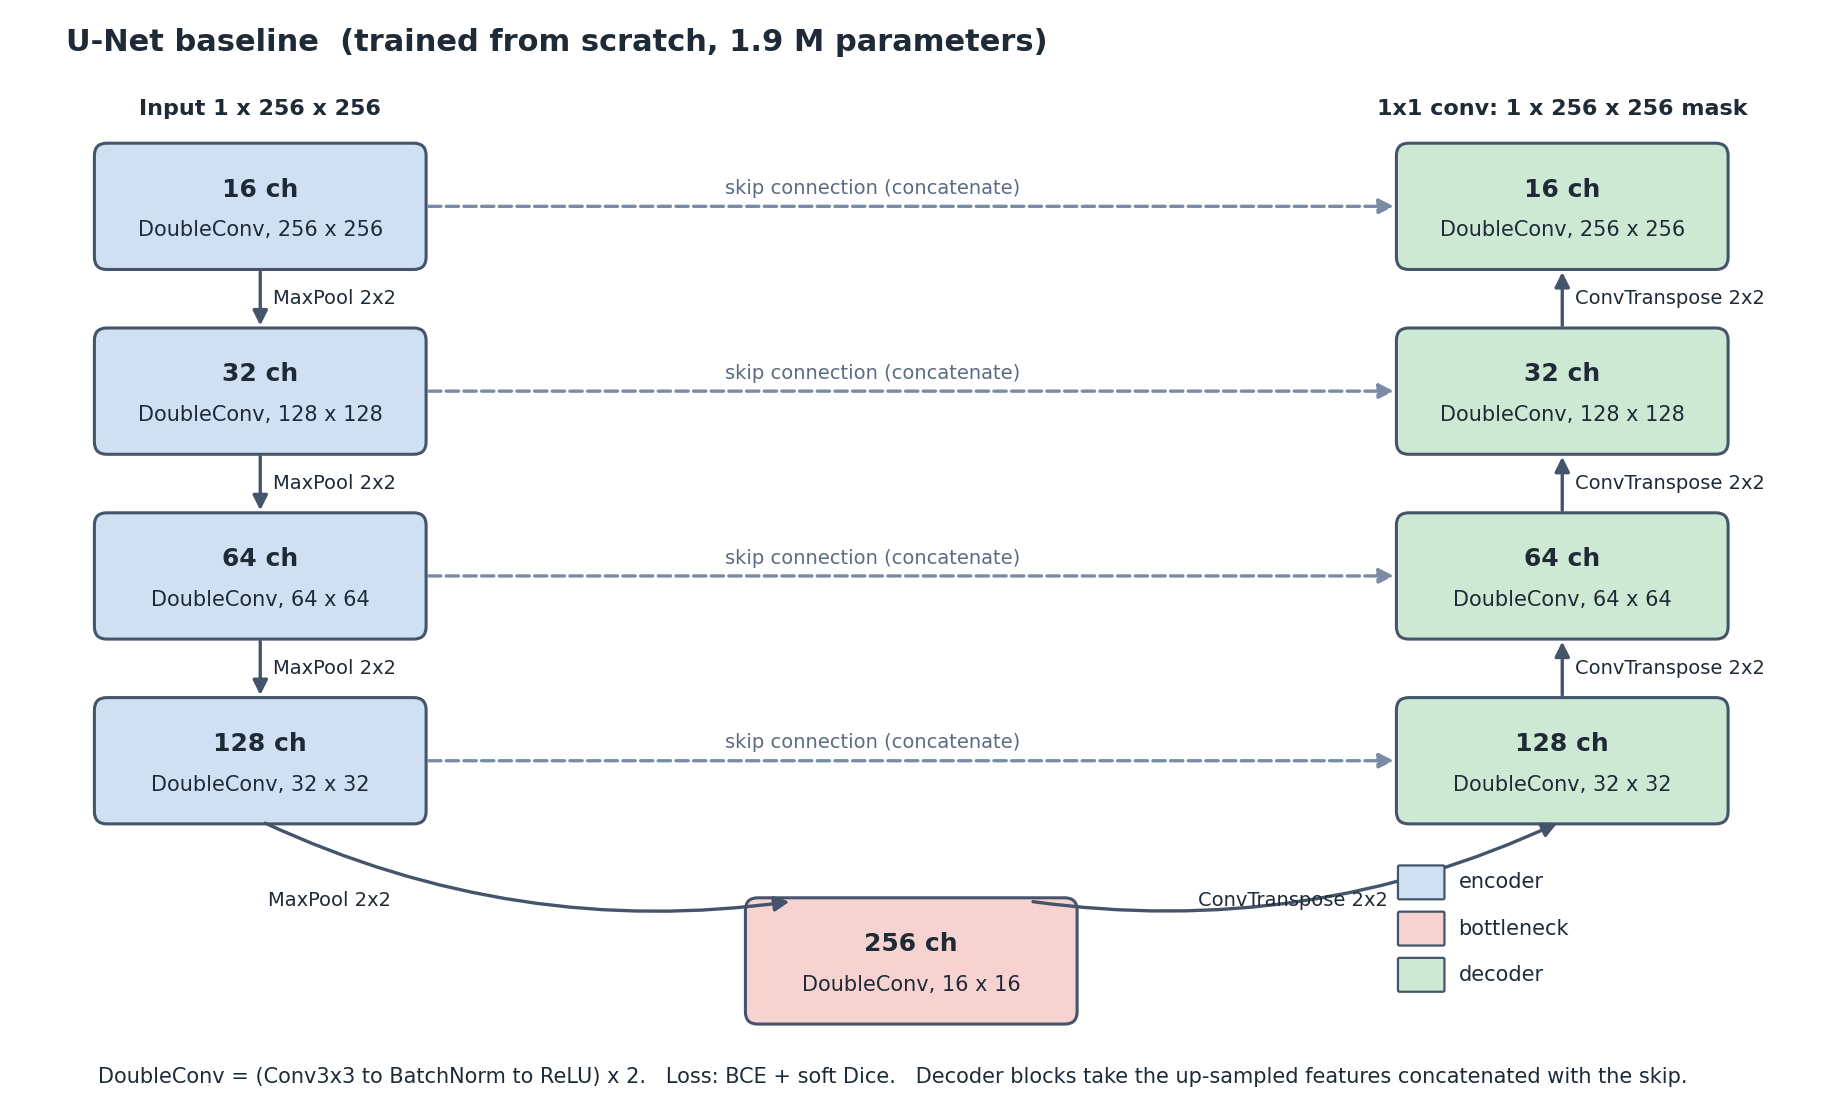 U-Net baseline  (trained from scratch, 1.9 M parameters)
Input 1 x 256 x 256
1x1 conv: 1 x 256 x 256 mask
16 ch
DoubleConv, 256 x 256
skip connection (concatenate)
16 ch
DoubleConv, 256 x 256
MaxPool 2x2
ConvTranspose 2x2
32 ch
DoubleConv, 128 x 128
skip connection (concatenate)
32 ch
DoubleConv, 128 x 128
MaxPool 2x2
ConvTranspose 2x2
64 ch
DoubleConv, 64 x 64
skip connection (concatenate)
64 ch
DoubleConv, 64 x 64
MaxPool 2x2
ConvTranspose 2x2
128 ch
DoubleConv, 32 x 32
skip connection (concatenate)
128 ch
DoubleConv, 32 x 32
MaxPool 2x2
ConvTranspose 2x2
256 ch
DoubleConv, 16 x 16
encoder
bottleneck
decoder
DoubleConv = (Conv3x3 to BatchNorm to ReLU) x 2.   Loss: BCE + soft Dice.   Decoder blocks take the up-sampled features concatenated with the skip.